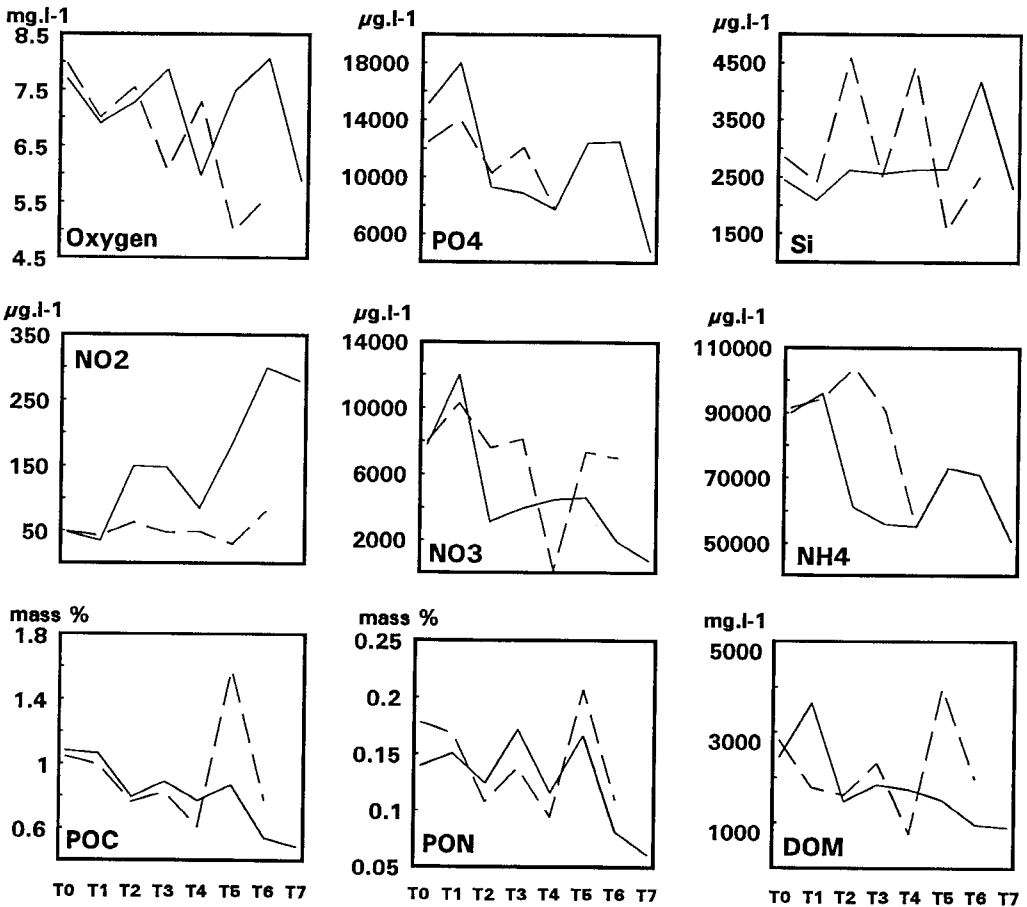 mg.l-1
8.5
7.5
6.5
5.5
4.5
Oxygen
µg.l-1
18000
14000
10000
6000
PO4
µg.l-1
4500
3500
2500
1500
Si
µg.l-1
350
250
150
50
NO2
µg.l-1
14000
10000
6000
2000
NO3
µg.l-1
110000
90000
70000
50000
NH4
mass %
1.8
1.4
1
0.6
POC
T0 T1 T2 T3 T4 T5 T6 T7
mass %
0.25
0.2
0.15
0.1
0.05
PON
T0 T1 T2 T3 T4 T5 T6 T7
mg.l-1
5000
3000
1000
DOM
T0 T1 T2 T3 T4 T5 T6 T7